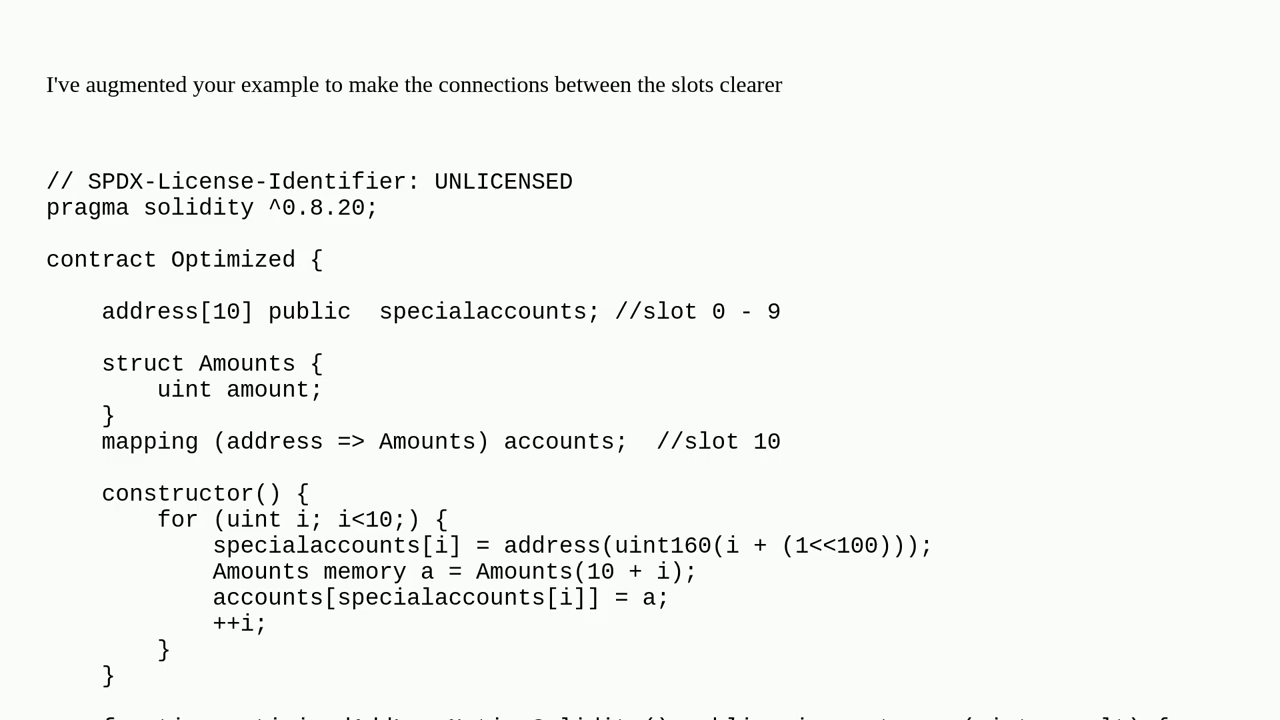 I've augmented your example to make the connections between the slots clearer
// SPDX-License-Identifier: UNLICENSED
pragma solidity ^0.8.20;
contract Optimized {
    address[10] public  specialaccounts; //slot 0 - 9
    struct Amounts {
        uint amount;
    }
    mapping (address => Amounts) accounts;  //slot 10
    constructor() {
        for (uint i; i<10;) {
            specialaccounts[i] = address(uint160(i + (1<<100)));
            Amounts memory a = Amounts(10 + i);
            accounts[specialaccounts[i]] = a;
            ++i;
        }
    }